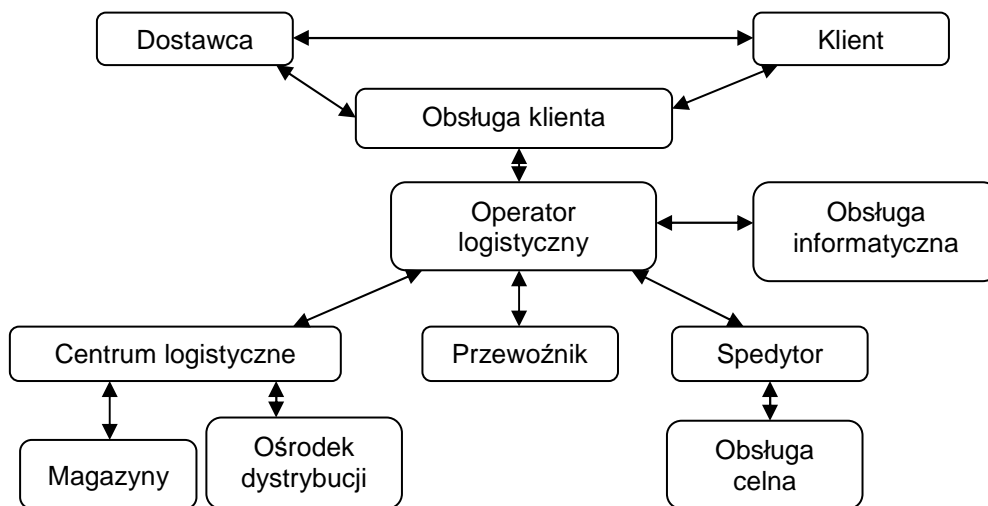 Dostawca
Klient
Obsługa klienta
Operator
logistyczny
Obsługa
informatyczna
Centrum logistyczne
Przewoźnik
Spedytor
Magazyny
Ośrodek
dystrybucji
Obsługa
celna